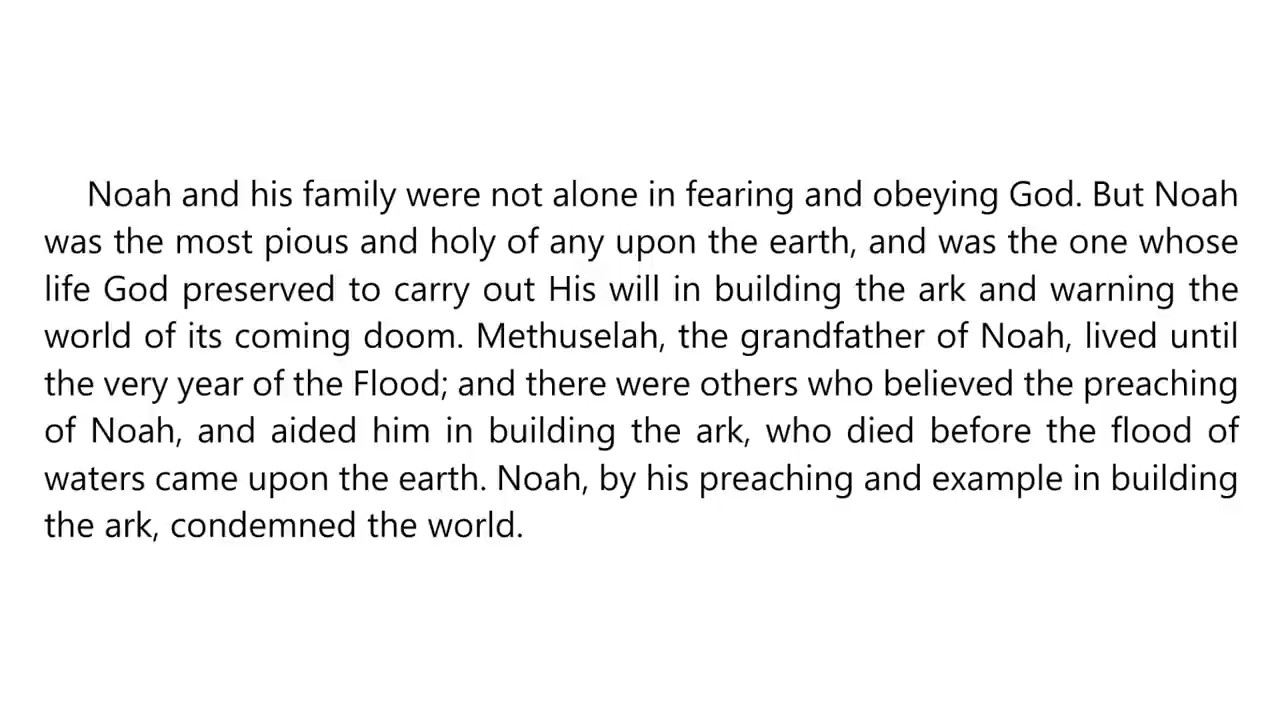 Noah and his family were not alone in fearing and obeying God. But Noah
was the most pious and holy of any upon the earth, and was the one whose
life God preserved to carry out His will in building the ark and warning the
world of its coming doom. Methuselah, the grandfather of Noah, lived until
the very year of the Flood; and there were others who believed the preaching
of Noah, and aided him in building the ark, who died before the flood of
waters came upon the earth. Noah, by his preaching and example in building
the ark, condemned the world.